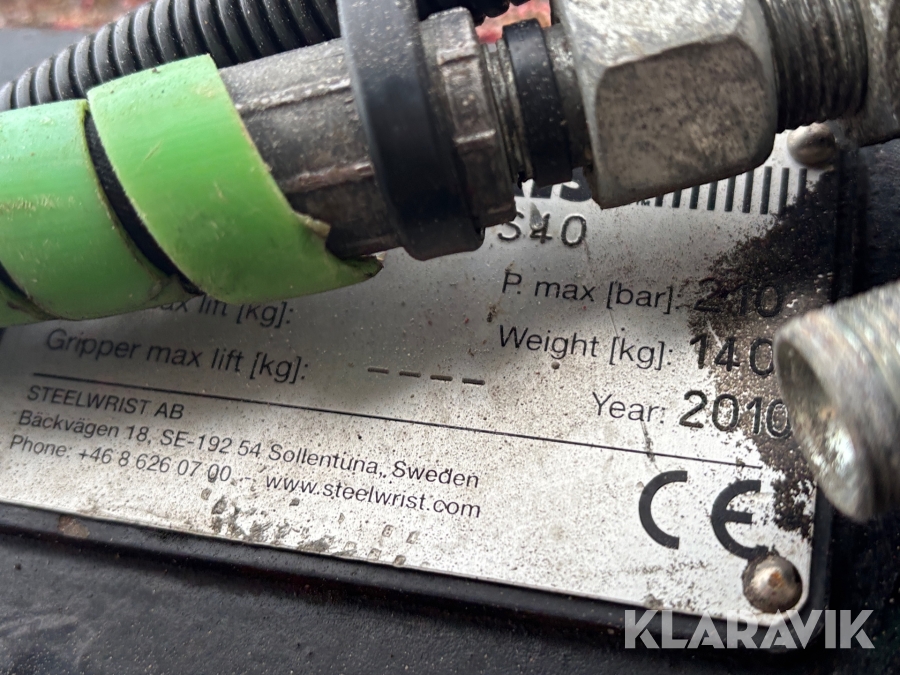 S40
P. max [bar]: 210
lift [kg]:
Weight [kg]: 140
Gripper max lift [kg]: ----
Year: 2010
STEELWRIST AB
Bäckvägen 18, SE-192 54 Sollentuna, Sweden
Phone: +46 8 626 07 00 - www.steelwrist.com
CE
KLARAVIK